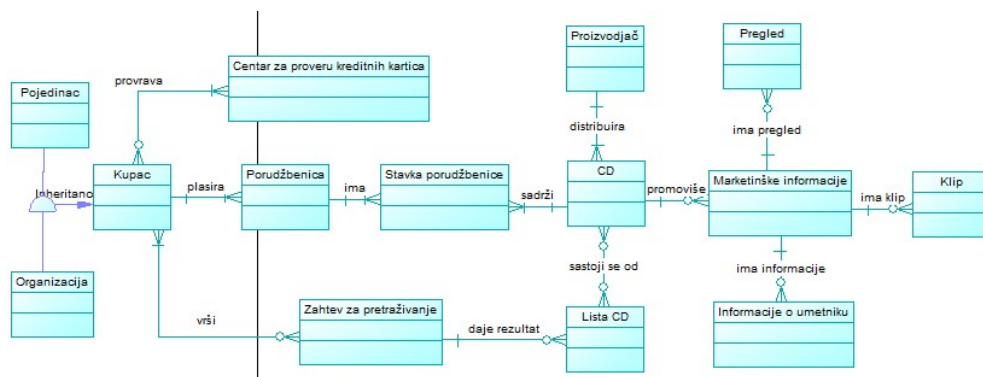 Proizvodjač
Pregled
Centar za proveru kreditnih kartica
provrava
Pojedinac
distribuira
ima pregled
Inheritano
Kupac
plasira
Porudžbenica
ima
Stavka porudžbenice
sadrži
CD
promoviše
Marketinške informacije
ima klip
Klip
sastoji se od
ima informacije
Organizacija
vrši
Zahtev za pretraživanje
daje rezultat
Lista CD
Informacije o umetniku